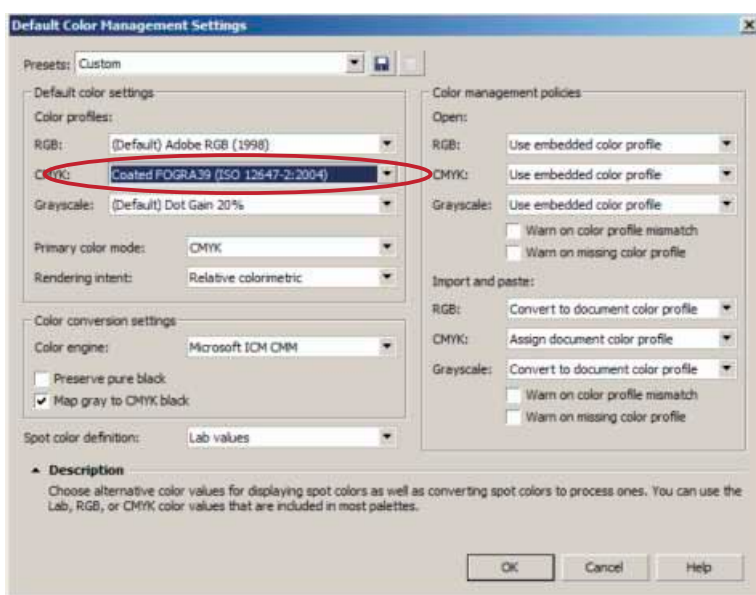 Default Color Management Settings
Presets: Custom
Default color settings
Color profiles:
RGB: (Default) Adobe RGB (1998)
CMYK: Coated FOGRA39 (ISO 12647-2:2004)
Grayscale: (Default) Dot Gain 20%
Primary color mode: CMYK
Rendering intent: Relative colorimetric
Color conversion settings
Color engine: Microsoft ICM CMM
Preserve pure black
Map gray to CMYK black
Spot color definition: Lab values
Color management policies
Open:
RGB: Use embedded color profile
CMYK: Use embedded color profile
Grayscale: Use embedded color profile
Warn on color profile mismatch
Warn on missing color profile
Import and paste:
RGB: Convert to document color profile
CMYK: Assign document color profile
Grayscale: Convert to document color profile
Warn on color profile mismatch
Warn on missing color profile
Description
Choose alternative color values for displaying spot colors as well as converting spot colors to process ones. You can use the
Lab, RGB, or CMYK color values that are included in most palettes.
OK Cancel Help